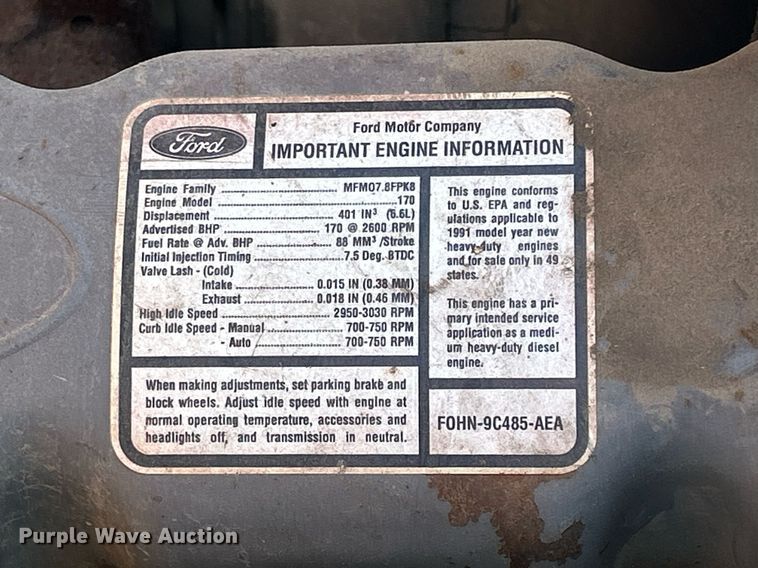 Ford
Ford Motor Company
IMPORTANT ENGINE INFORMATION
Engine Family ........ MFM07.8FPK8
Engine Model ........ 170
Displacement ........ 401 IN³ (6.6L)
Advertised BHP ........ 170 @ 2600 RPM
Fuel Rate @ Adv. BHP ........ 88 MM³ /Stroke
Initial Injection Timing ........ 7.5 Deg. BTDC
Valve Lash - (Cold)
Intake ........ 0.015 IN (0.38 MM)
Exhaust ........ 0.018 IN (0.46 MM)
High Idle Speed ........ 2950-3030 RPM
Curb Idle Speed - Manual ........ 700-750 RPM
- Auto ........ 700-750 RPM
This engine conforms
to U.S. EPA and reg-
ulations applicable to
1991 model year new
heavy-duty engines
and for sale only in 49
states.
This engine has a pri-
mary intended service
application as a medi-
um heavy-duty diesel
engine.
When making adjustments, set parking brake and
block wheels. Adjust idle speed with engine at
normal operating temperature, accessories and
headlights off, and transmission in neutral.
FOHN-9C485-AEA
Purple Wave Auction